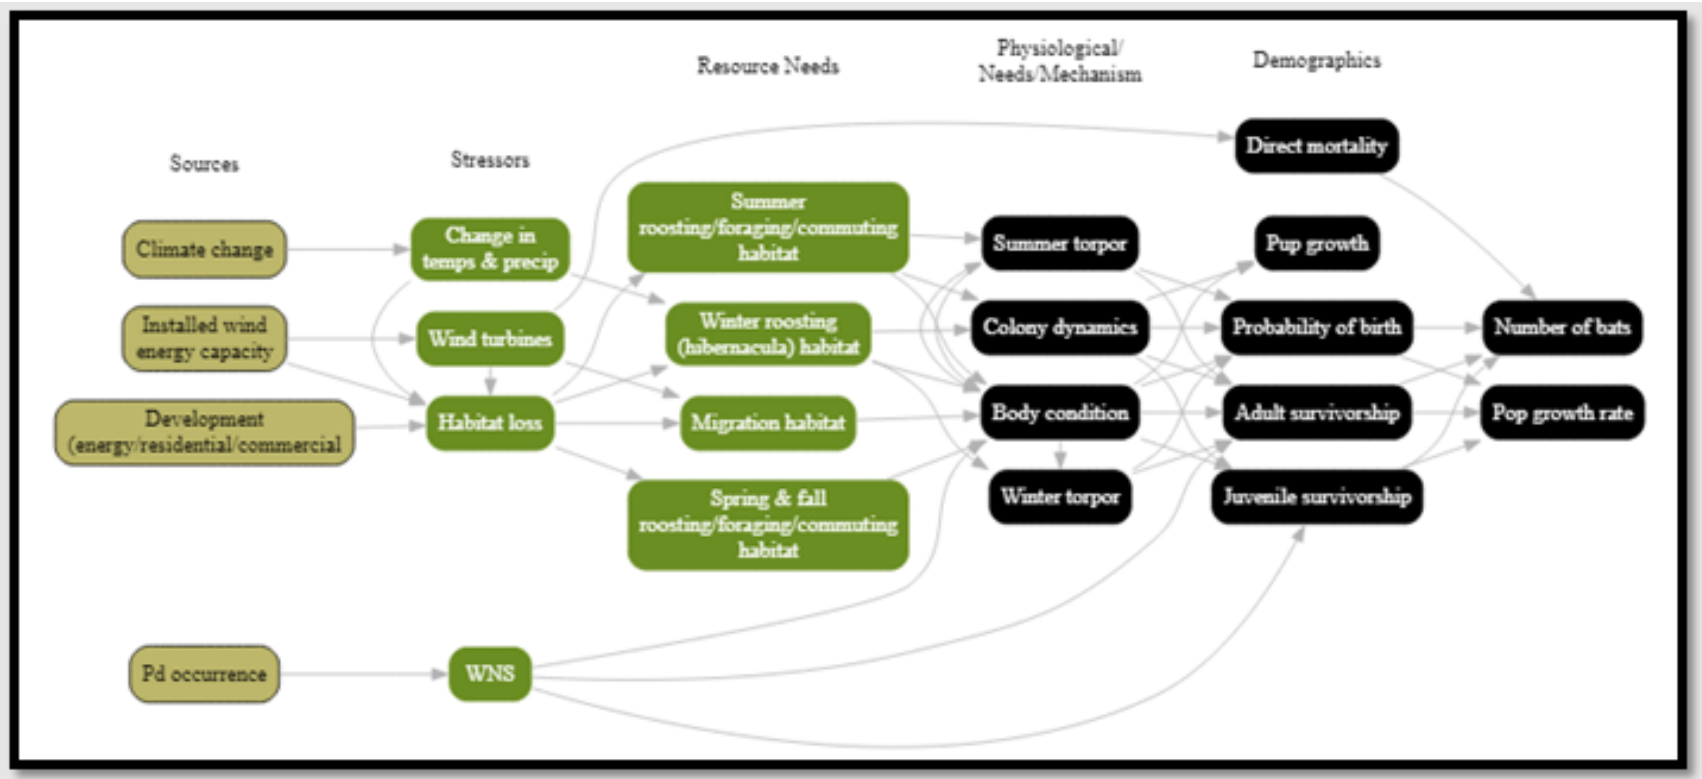 Sources
Stressors
Resource Needs
Physiological/
Needs/Mechanism
Demographics
Climate change
Installed wind
energy capacity
Development
(energy/residential/commercial
Pd occurrence
Change in
temps & precip
Wind turbines
Habitat loss
WNS
Summer
roosting/foraging/commuting
habitat
Winter roosting
(hibernacula) habitat
Migration habitat
Spring & fall
roosting/foraging/commuting
habitat
Summer torpor
Colony dynamics
Body condition
Winter torpor
Direct mortality
Pup growth
Probability of birth
Adult survivorship
Juvenile survivorship
Number of bats
Pop growth rate